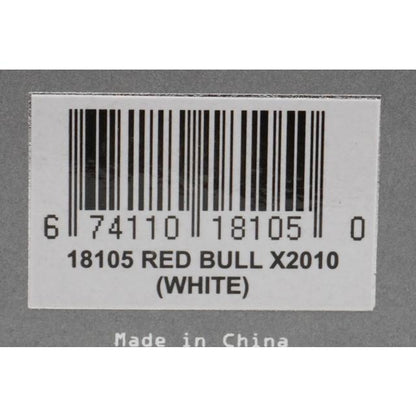 6 74110 18105 0
18105 RED BULL X2010
(WHITE)
Made in China